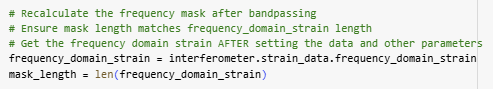 # Recalculate the frequency mask after bandpassing
# Ensure mask length matches frequency_domain_strain length
# Get the frequency domain strain AFTER setting the data and other parameters
frequency_domain_strain = interferometer.strain_data.frequency_domain_strain
mask_length = len(frequency_domain_strain)